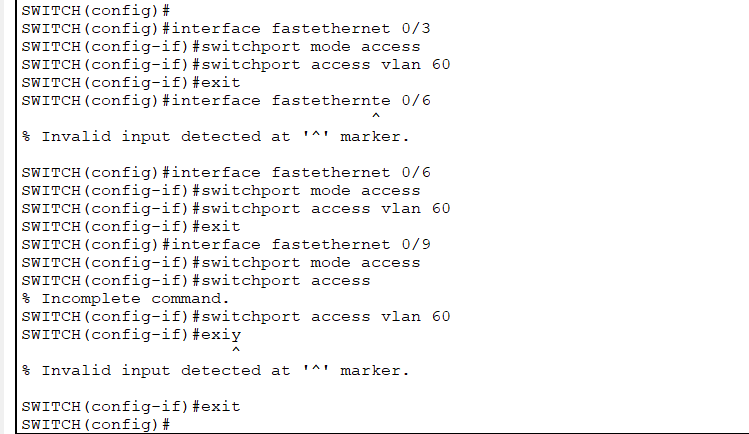 SWITCH(config)#
SWITCH(config)#interface fastethernet 0/3
SWITCH(config-if)#switchport mode access
SWITCH(config-if)#switchport access vlan 60
SWITCH(config-if)#exit
SWITCH(config)#interface fastethernte 0/6
^
% Invalid input detected at '^' marker.
SWITCH(config)#interface fastethernet 0/6
SWITCH(config-if)#switchport mode access
SWITCH(config-if)#switchport access vlan 60
SWITCH(config-if)#exit
SWITCH(config)#interface fastethernet 0/9
SWITCH(config-if)#switchport mode access
SWITCH(config-if)#switchport access
% Incomplete command.
SWITCH(config-if)#switchport access vlan 60
SWITCH(config-if)#exiy
^
% Invalid input detected at '^' marker.
SWITCH(config-if)#exit
SWITCH(config)#